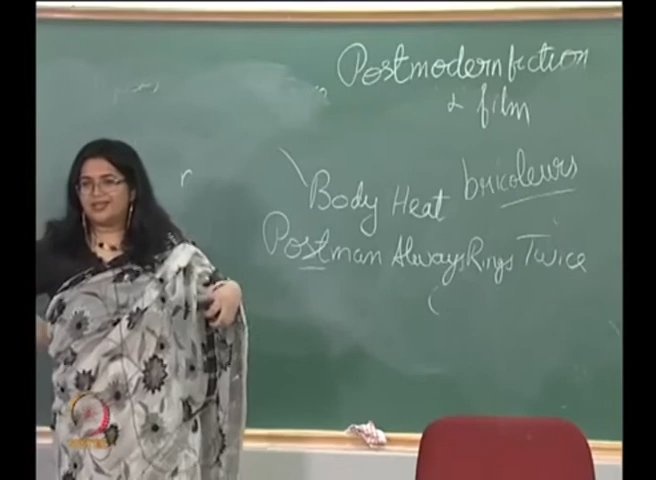 Postmodern fiction
& film
bricoleurs
Body Heat
Postman Always Rings Twice